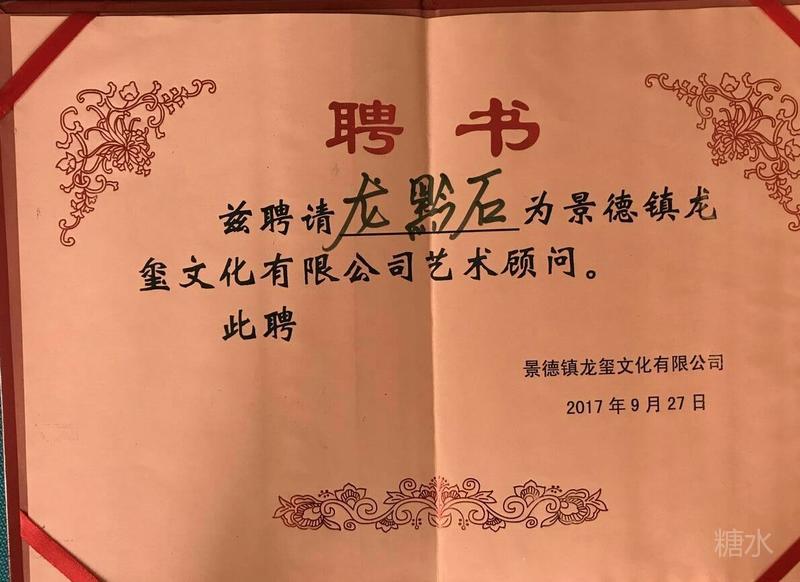 聘书
兹聘请龙黔石为景德镇龙
玺文化有限公司艺术顾问。
此聘
景德镇龙玺文化有限公司
2017年9月27日
糖水